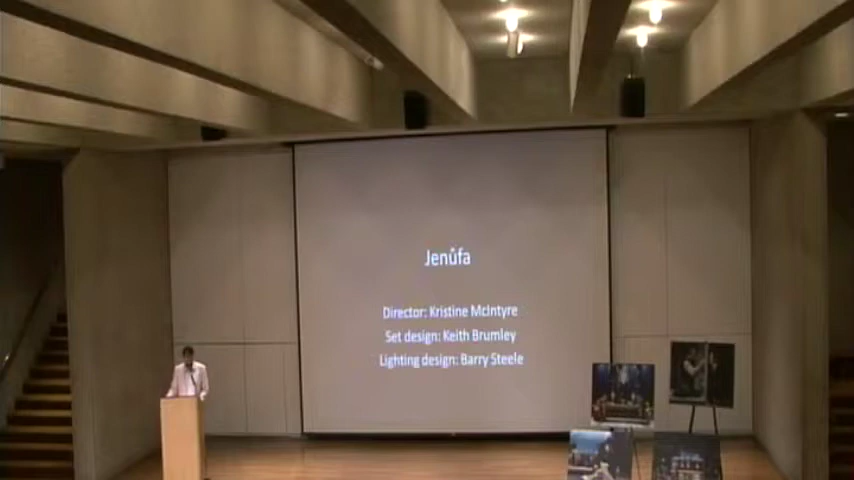 Jenůfa
Director: Kristine McIntyre
Set design: Keith Brumley
Lighting design: Barry Steele